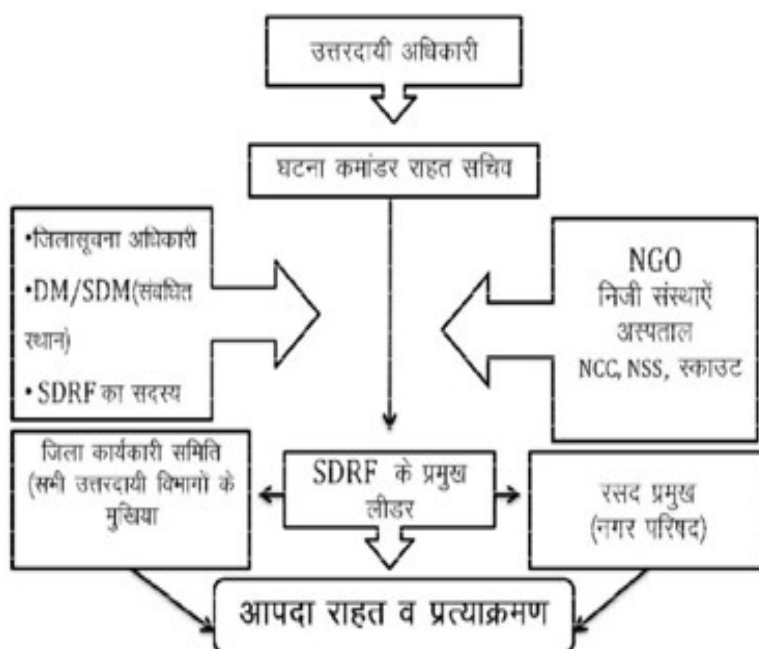 उत्तरदायी अधिकारी
घटना कमांडर राहत सचिव
•जिलासूचना अधिकारी
•DM/SDM(संबधित
स्थान)
•SDRF का सदस्य
NGO
निजी संस्थाऐं
अस्पताल
NCC, NSS, स्काउट
जिला कार्यकारी समिति
(सभी उत्तरदायी विभागों के
मुखिया
SDRF के प्रमुख
लीडर
रसद प्रमुख
(नगर परिषद)
आपदा राहत व प्रत्याक्रमण